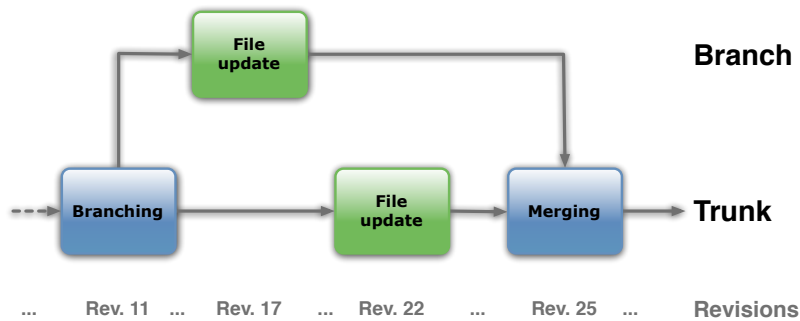 File
update
Branch
Branching
File
update
Merging
Trunk
... Rev. 11 ... Rev. 17 ... Rev. 22 ... Rev. 25 ... Revisions